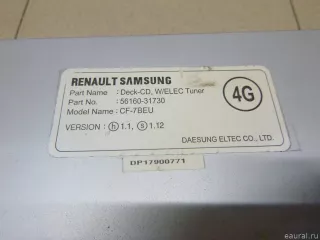 RENAULT SAMSUNG
Part Name : Deck-CD, W/ELEC Tuner
Part No. : 56160-31730
Model Name : CF-7BEU
4G
VERSION : h 1.1, s 1.12
DAESUNG ELTEC CO., LTD.
DP17900771
eaural.ru